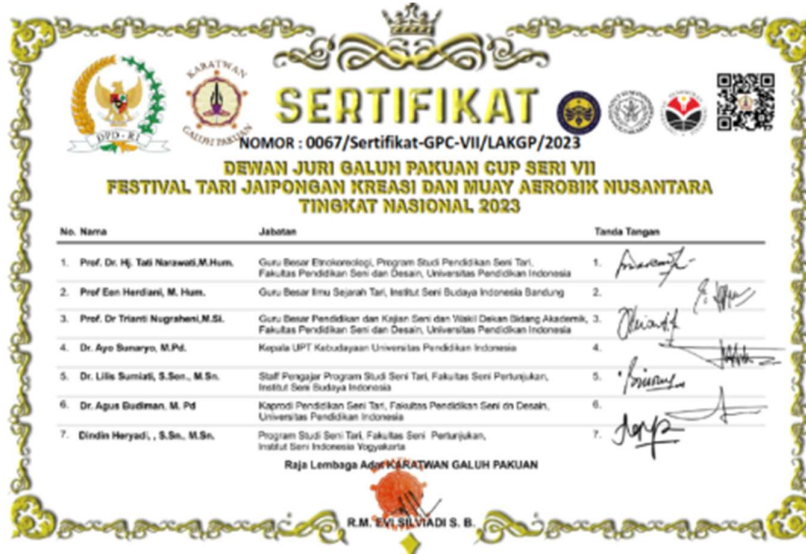 DPD - RI
KARATWAN
GALUH PAKUAN
SERTIFIKAT
NOMOR : 0067/Sertifikat-GPC-VII/LAKGP/2023
DEWAN JURI GALUH PAKUAN CUP SERI VII
FESTIVAL TARI JAIPONGAN KREASI DAN MUAY AEROBIK NUSANTARA
TINGKAT NASIONAL 2023
No. Nama Jabatan Tanda Tangan
1. Prof. Dr. Hj. Tati Narawati,M.Hum. Guru Besar Etnokoreologi, Program Studi Pendidikan Seni Tari, 1.
Fakultas Pendidikan Seni dan Desain, Universitas Pendidikan Indonesia
2. Prof Een Herdiani, M. Hum. Guru Besar Ilmu Sejarah Tari, Institut Seni Budaya Indonesia Bandung 2.
3. Prof. Dr Trianti Nugraheni,M.Si. Guru Besar Pendidikan dan Kajian Seni dan Wakil Dekan Bidang Akademik, 3.
Fakultas Pendidikan Seni dan Desain, Universitas Pendidikan Indonesia
4. Dr. Ayo Sunaryo, M.Pd. Kepala UPT Kebudayaan Universitas Pendidikan Indonesia 4.
5. Dr. Lilis Sumiati, S.Sen., M.Sn. Staff Pengajar Program Studi Seni Tari, Fakultas Seni Pertunjukan, 5.
Institut Seni Budaya Indonesia
6. Dr. Agus Budiman, M. Pd Kaprodi Pendidikan Seni Tari, Fakultas Pendidikan Seni dn Desain, 6.
Universitas Pendidikan Indonesia
7. Dindin Heryadi, , S.Sn., M.Sn. Program Studi Seni Tari, Fakultas Seni Pertunjukan, 7.
Institut Seni Indonesia Yogyakarta
Raja Lembaga Adat KARATWAN GALUH PAKUAN
R.M. EVI SILVIADI S. B.